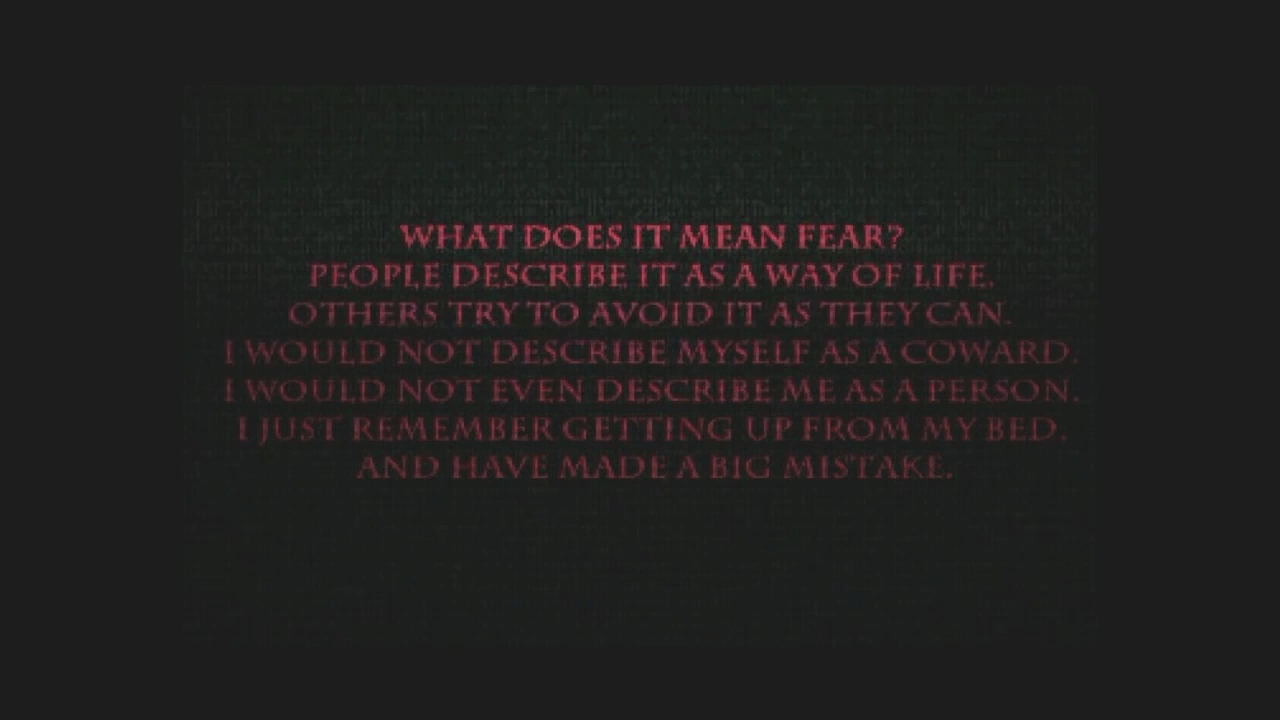 WHAT DOES IT MEAN FEAR?
PEOPLE DESCRIBE IT AS A WAY OF LIFE.
OTHERS TRY TO AVOID IT AS THEY CAN.
I WOULD NOT DESCRIBE MYSELF AS A COWARD.
I WOULD NOT EVEN DESCRIBE ME AS A PERSON.
I JUST REMEMBER GETTING UP FROM MY BED.
AND HAVE MADE A BIG MISTAKE.